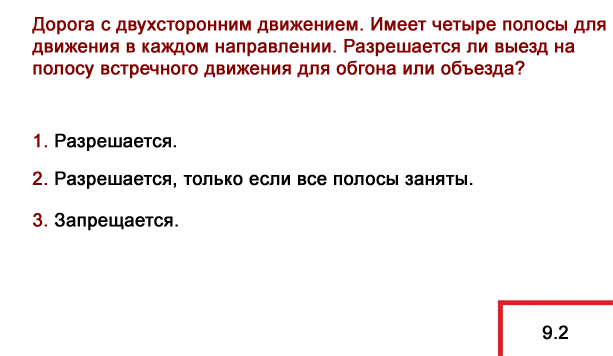 Дорога с двухсторонним движением. Имеет четыре полосы для
движения в каждом направлении. Разрешается ли выезд на
полосу встречного движения для обгона или объезда?
1. Разрешается.
2. Разрешается, только если все полосы заняты.
3. Запрещается.
9.2